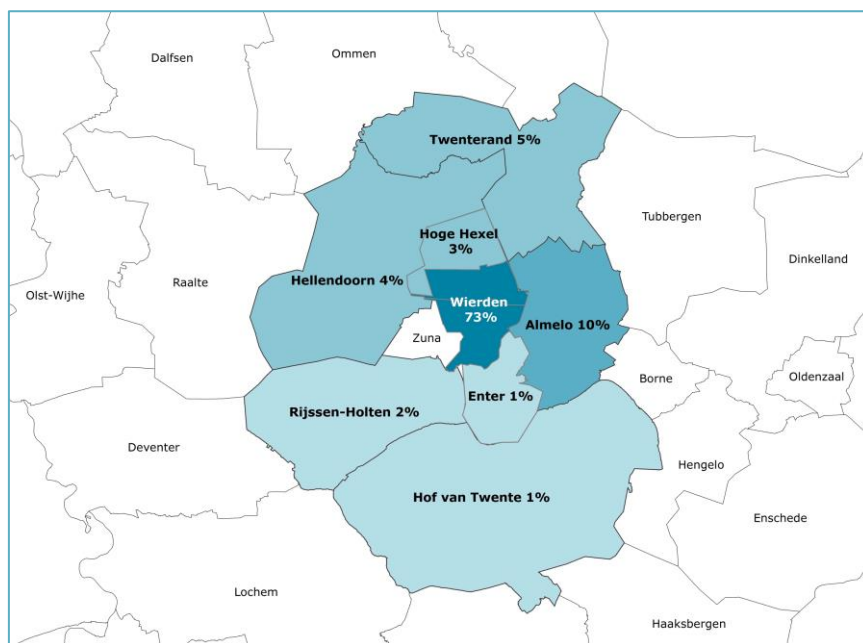 Dalfsen
Ommen
Twenterand 5%
Tubbergen
Hoge Hexel
3%
Dinkelland
Hellendoorn 4%
Raalte
Olst-Wijhe
Wierden
73%
Almelo 10%
Zuna
Borne
Oldenzaal
Enter 1%
Rijssen-Holten 2%
Deventer
Hengelo
Hof van Twente 1%
Enschede
Lochem
Haaksbergen